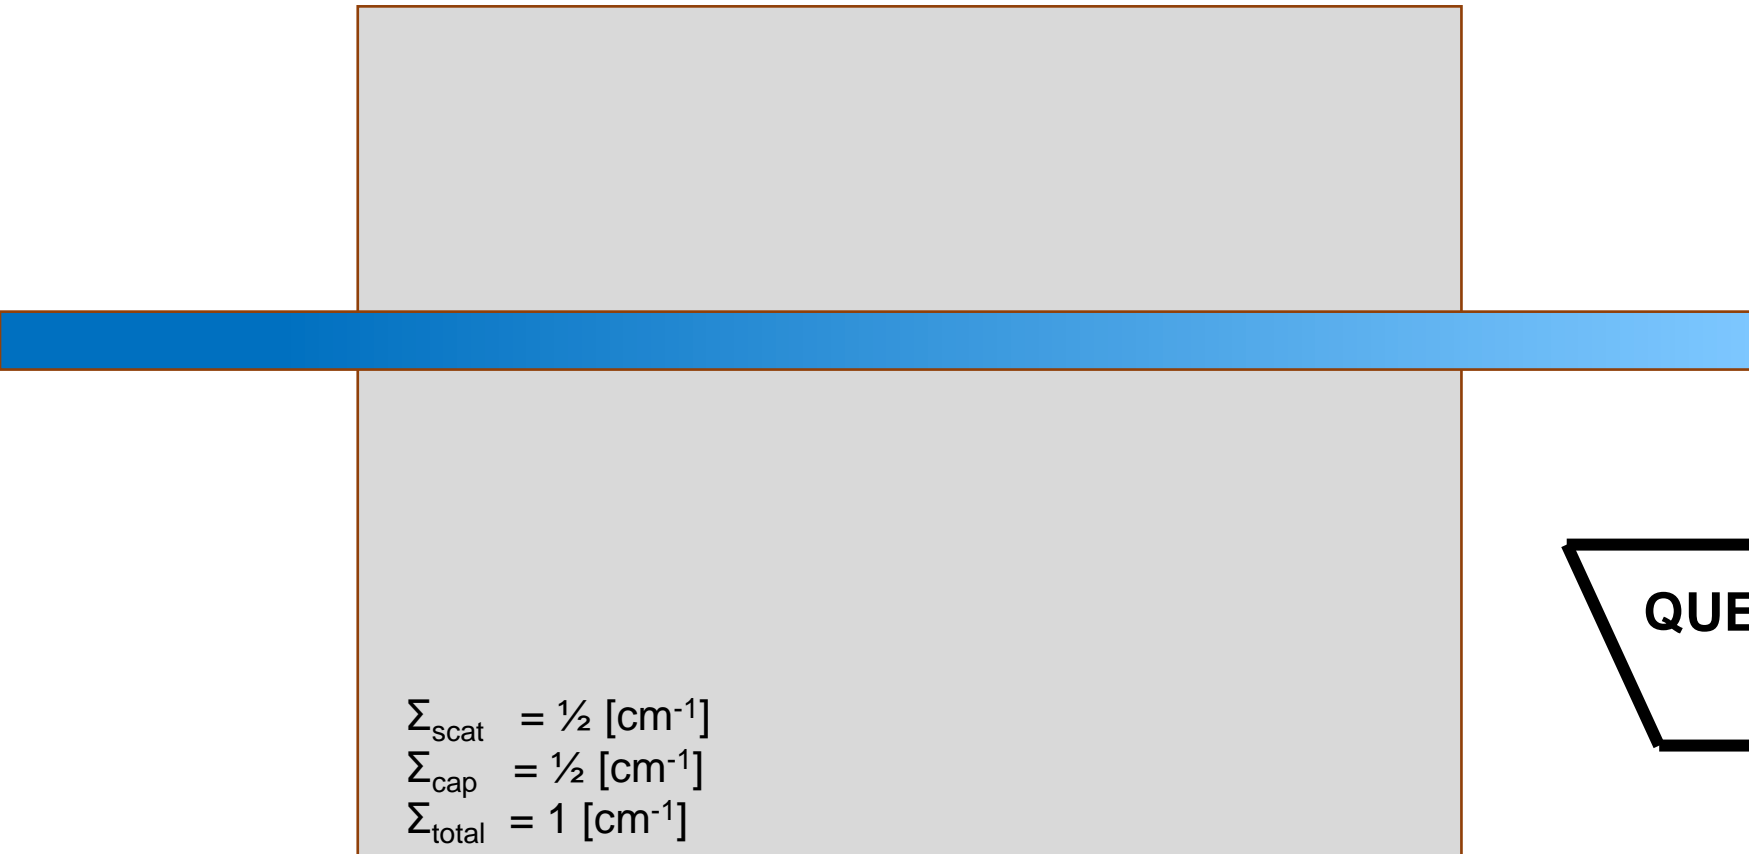 QUE
Σscat = ½ [cm-1]
Σcap = ½ [cm-1]
Σtotal = 1 [cm-1]